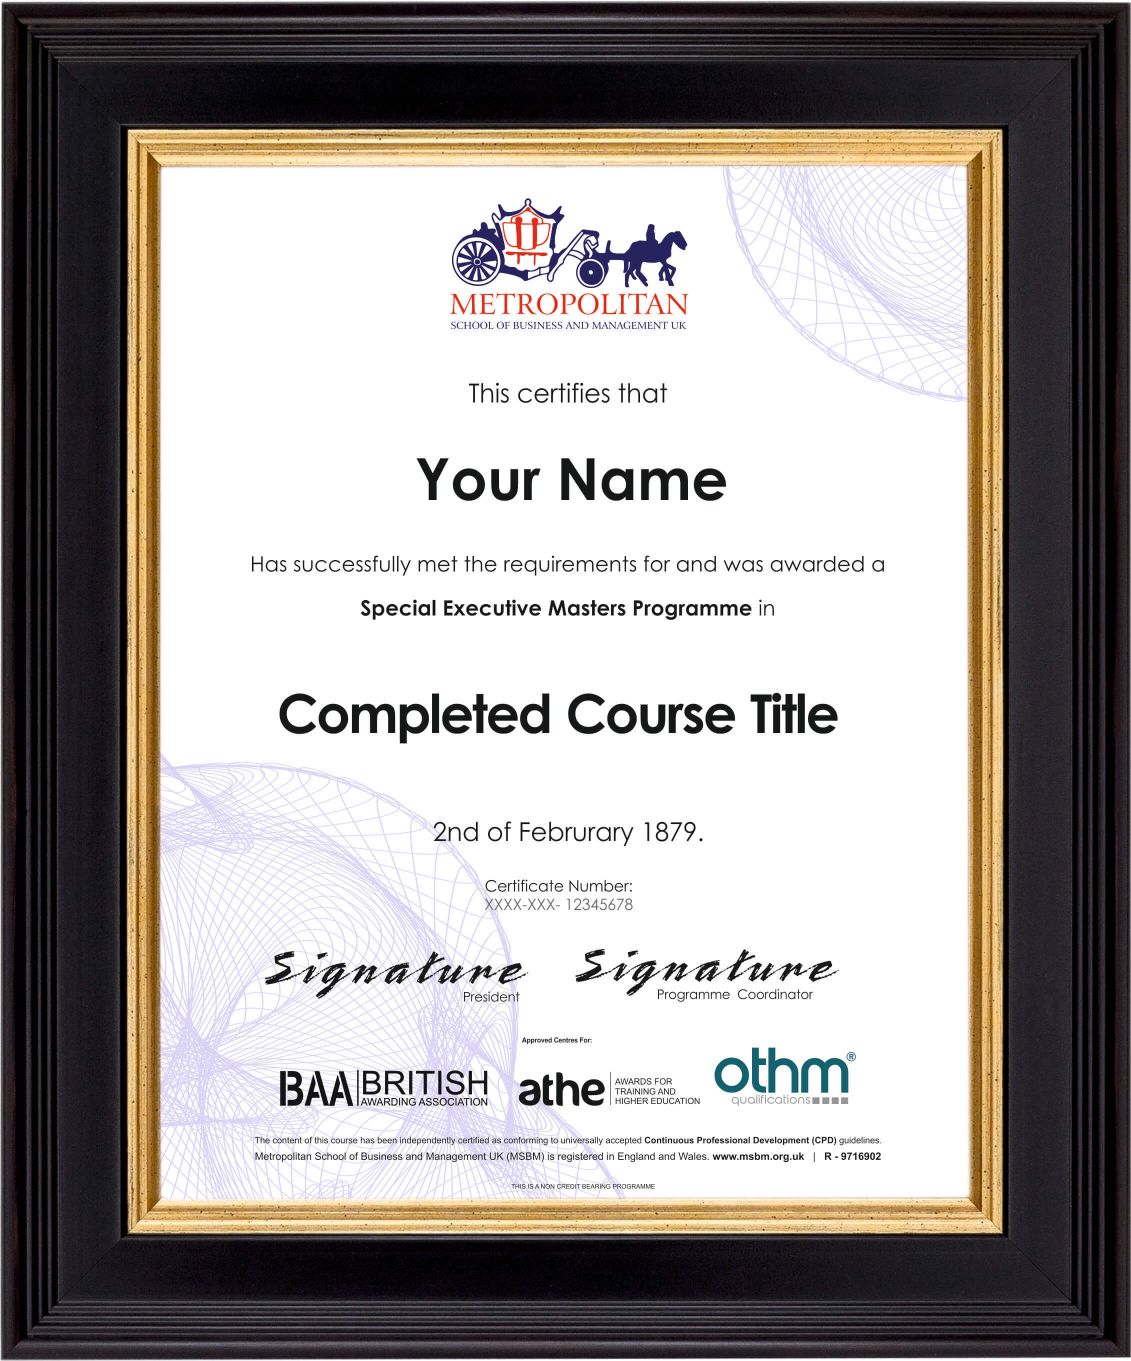 METROPOLITAN
SCHOOL OF BUSINESS AND MANAGEMENT UK
This certifies that
Your Name
Has successfully met the requirements for and was awarded a
Special Executive Masters Programme in
Completed Course Title
2nd of Februrary 1879.
Certificate Number:
XXXX-XXX- 12345678
Signature Signature
President Programme Coordinator
Approved Centres For:
BAA BRITISH AWARDING ASSOCIATION
athe AWARDS FOR TRAINING AND HIGHER EDUCATION
othm® qualifications
The content of this course has been independently certified as conforming to universally accepted Continuous Professional Development (CPD) guidelines.
Metropolitan School of Business and Management UK (MSBM) is registered in England and Wales. www.msbm.org.uk | R - 9716902
THIS IS A NON CREDIT BEARING PROGRAMME